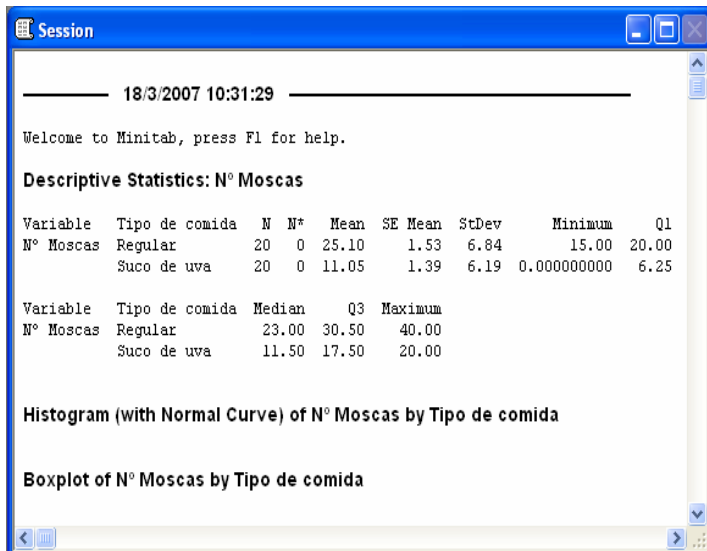 Session
18/3/2007 10:31:29
Welcome to Minitab, press F1 for help.
Descriptive Statistics: Nº Moscas
Variable Tipo de comida N N* Mean SE Mean StDev Minimum Q1
Nº Moscas Regular 20 0 25.10 1.53 6.84 15.00 20.00
Suco de uva 20 0 11.05 1.39 6.19 0.000000000 6.25
Variable Tipo de comida Median Q3 Maximum
Nº Moscas Regular 23.00 30.50 40.00
Suco de uva 11.50 17.50 20.00
Histogram (with Normal Curve) of Nº Moscas by Tipo de comida
Boxplot of Nº Moscas by Tipo de comida